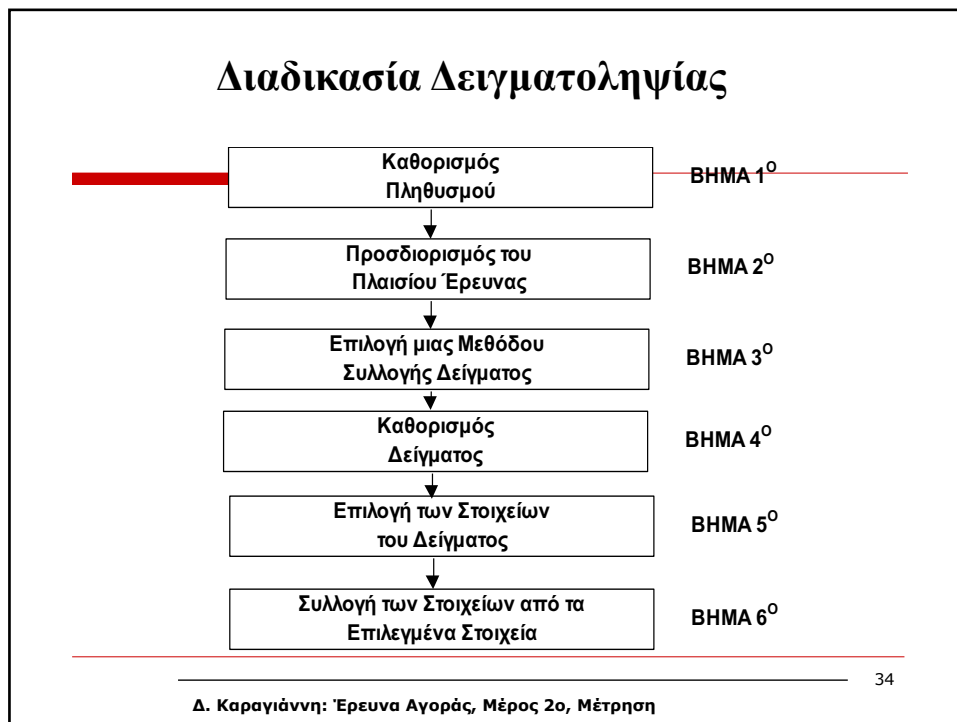 Διαδικασία Δειγματοληψίας
Καθορισμός
Πληθυσμού
ΒΗΜΑ 1Ο
Προσδιορισμός του
Πλαισίου Έρευνας
ΒΗΜΑ 2Ο
Επιλογή μιας Μεθόδου
Συλλογής Δείγματος
ΒΗΜΑ 3Ο
Καθορισμός
Δείγματος
ΒΗΜΑ 4Ο
Επιλογή των Στοιχείων
του Δείγματος
ΒΗΜΑ 5Ο
Συλλογή των Στοιχείων από τα
Επιλεγμένα Στοιχεία
ΒΗΜΑ 6Ο
34
Δ. Καραγιάννη: Έρευνα Αγοράς, Μέρος 2ο, Μέτρηση